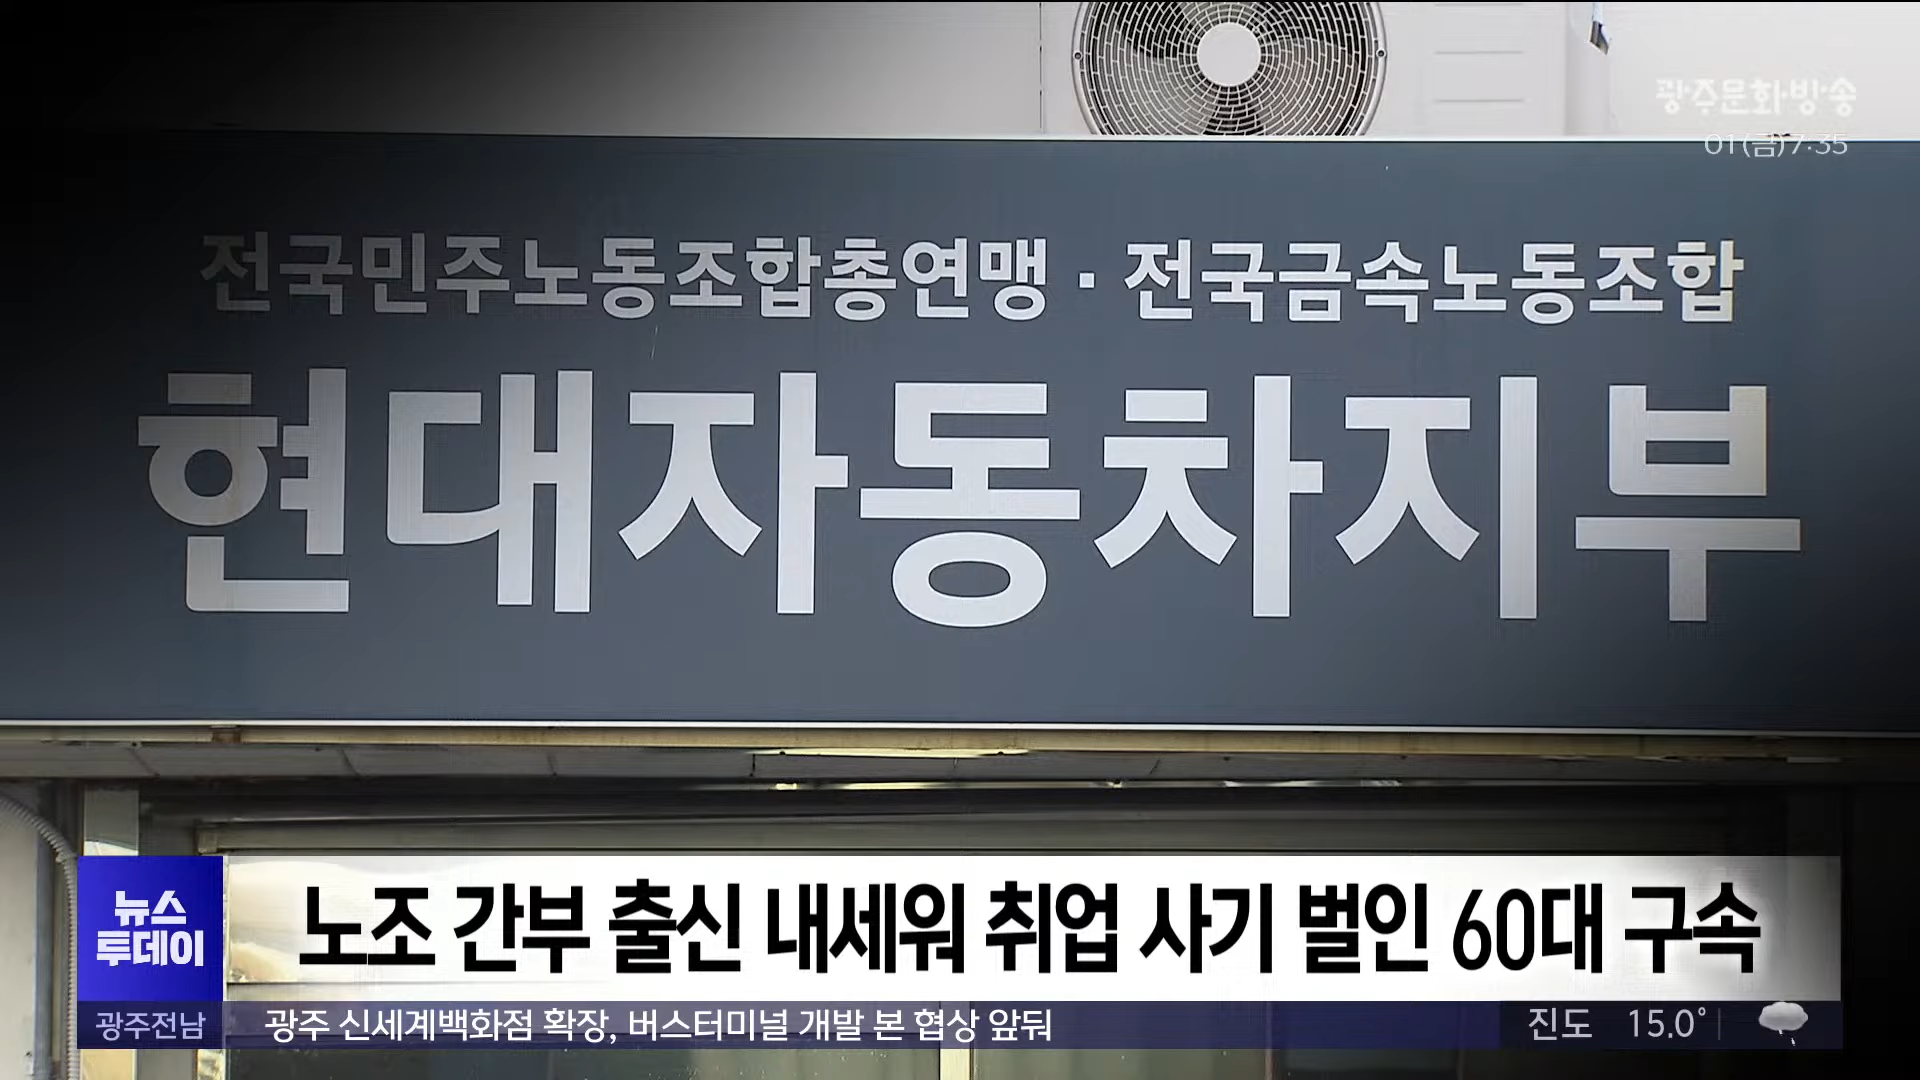 광주문화방송
01(금)7:35
전국민주노동조합총연맹 · 전국금속노동조합
현대자동차지부
뉴스
투데이
노조 간부 출신 내세워 취업 사기 벌인 60대 구속
광주전남
광주 신세계백화점 확장, 버스터미널 개발 본 협상 앞둬
진도 15.0°